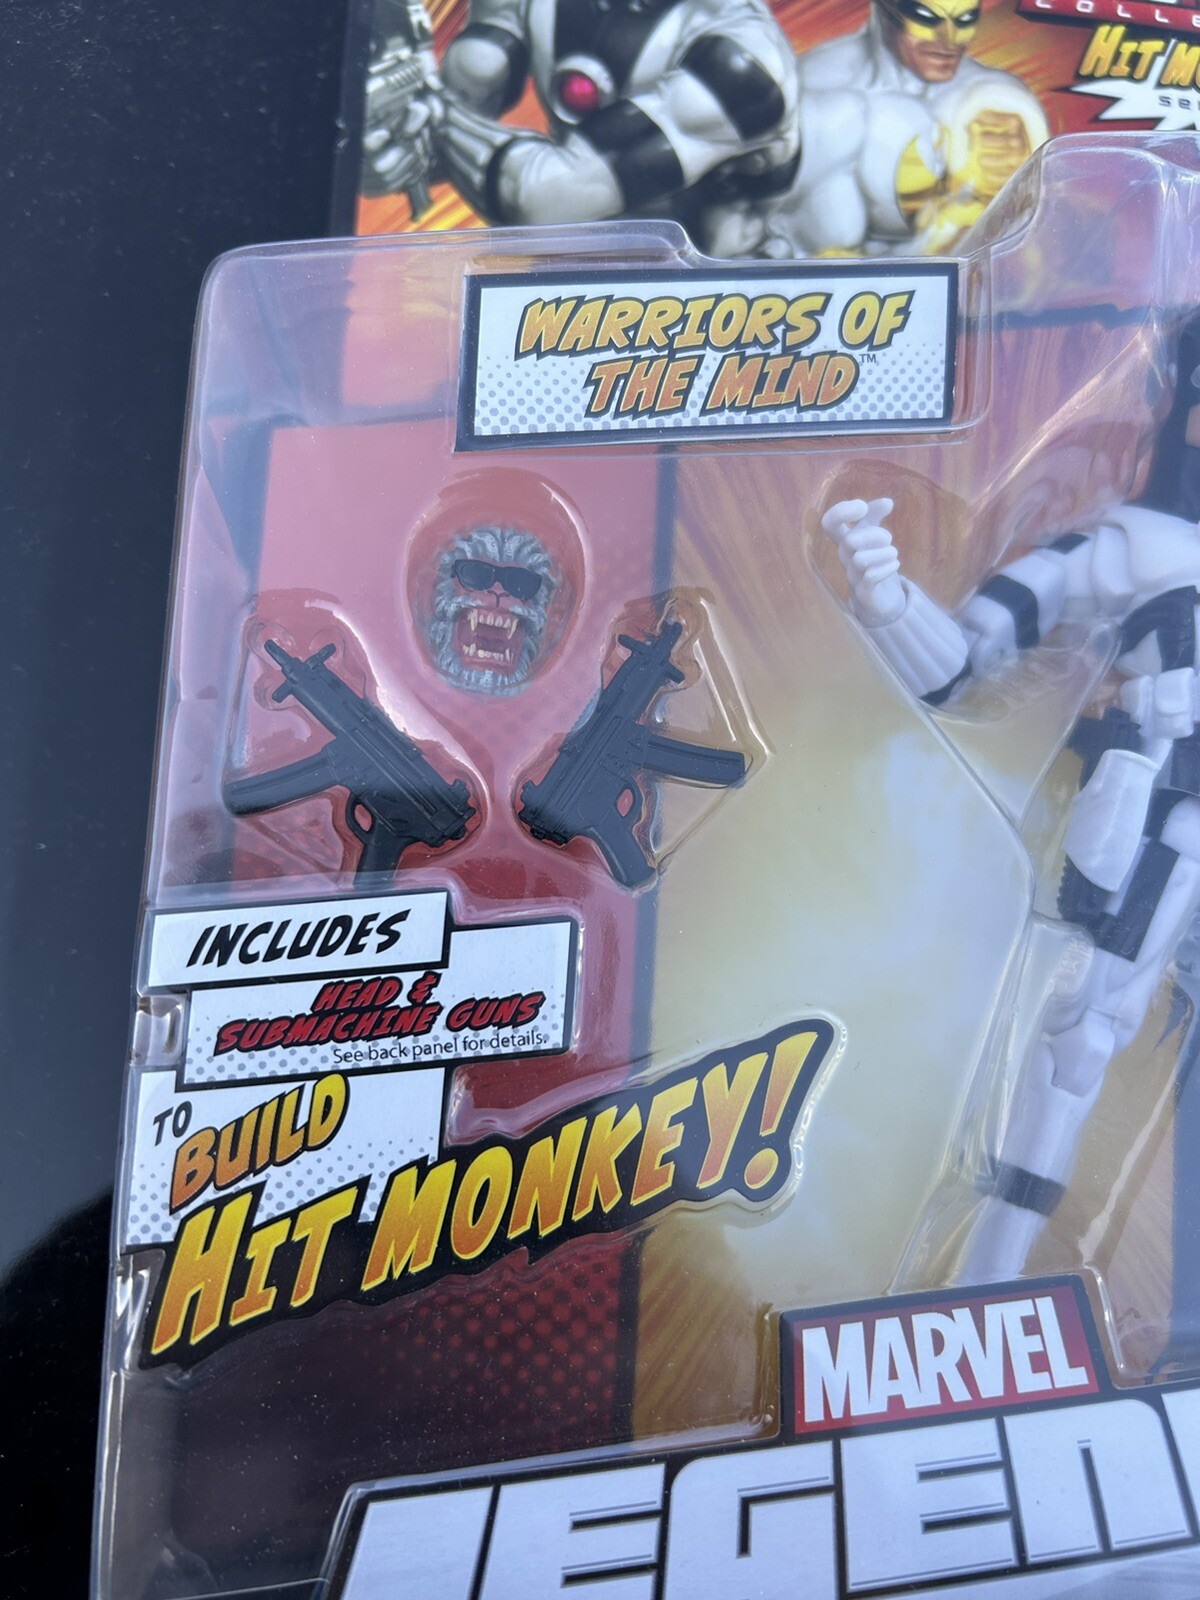 WARRIORS OF
THE MIND™
INCLUDES
HEAD &
SUBMACHINE GUNS
See back panel for details.
TO
BUILD
HIT MONKEY!
MARVEL